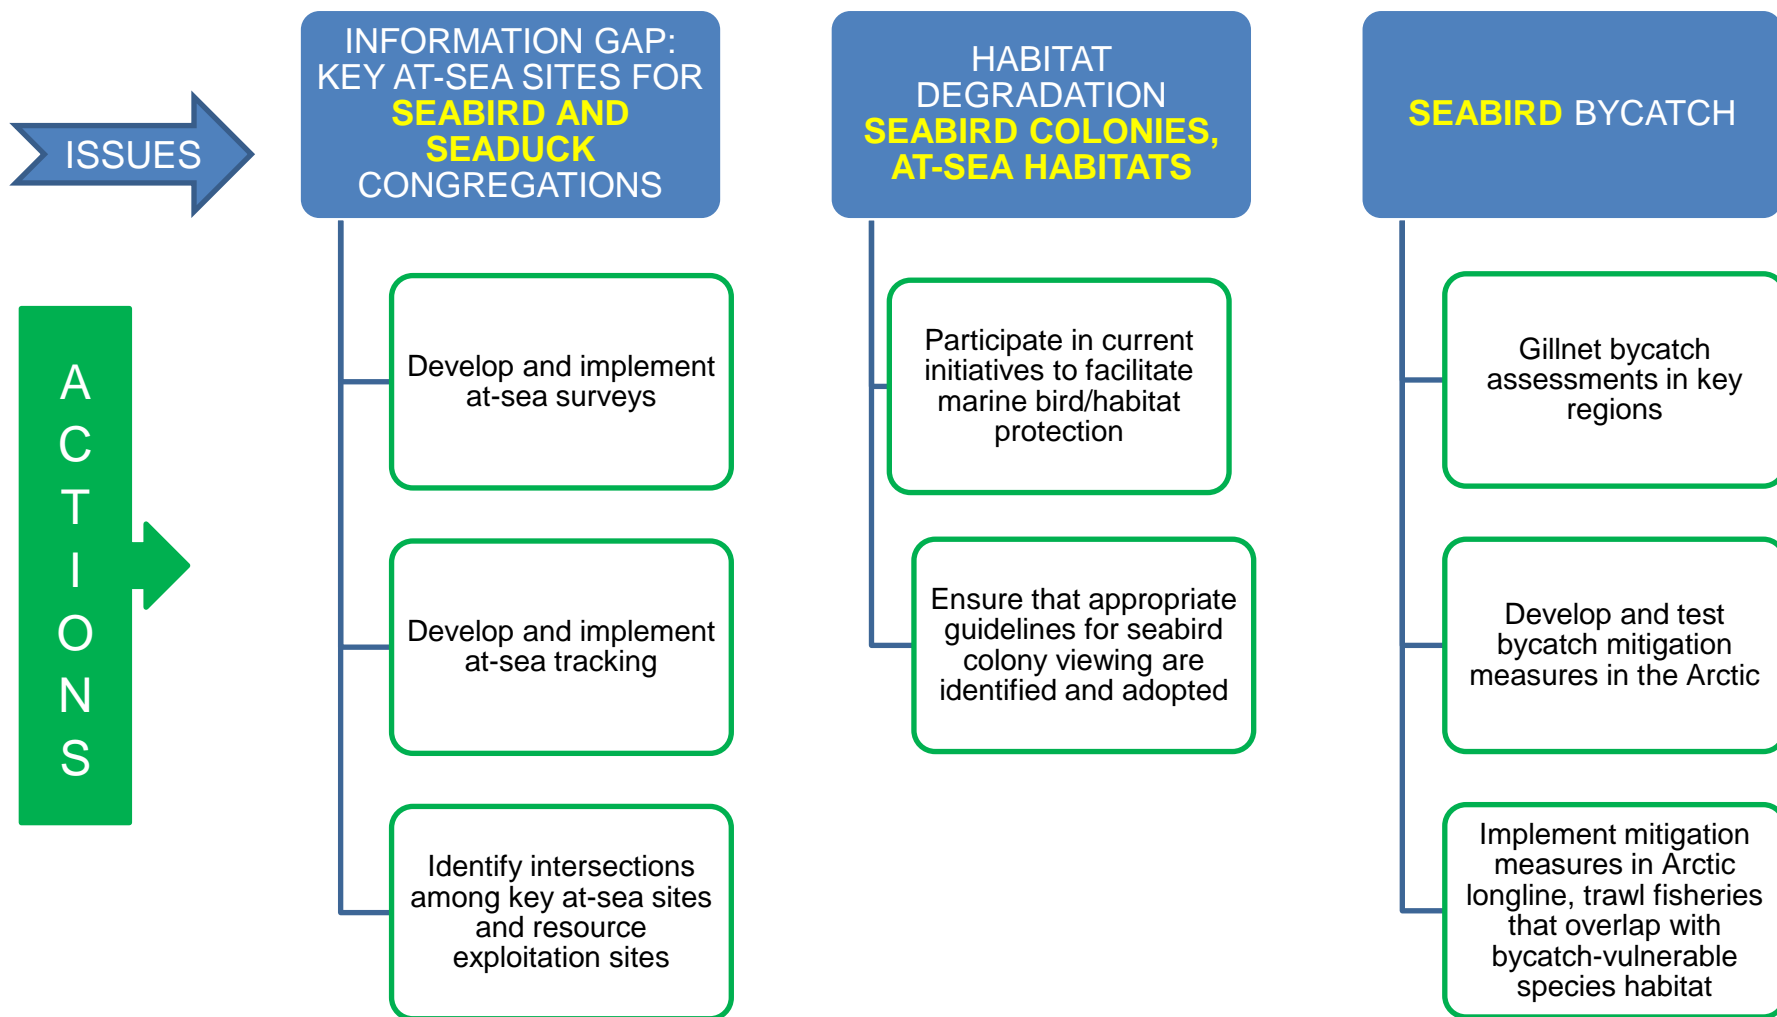 ISSUES
INFORMATION GAP:
KEY AT-SEA SITES FOR
SEABIRD AND
SEADUCK
CONGREGATIONS
HABITAT
DEGRADATION
SEABIRD COLONIES,
AT-SEA HABITATS
SEABIRD BYCATCH
A
C
T
I
O
N
S
Develop and implement
at-sea surveys
Develop and implement
at-sea tracking
Identify intersections
among key at-sea sites
and resource
exploitation sites
Participate in current
initiatives to facilitate
marine bird/habitat
protection
Ensure that appropriate
guidelines for seabird
colony viewing are
identified and adopted
Gillnet bycatch
assessments in key
regions
Develop and test
bycatch mitigation
measures in the Arctic
Implement mitigation
measures in Arctic
longline, trawl fisheries
that overlap with
bycatch-vulnerable
species habitat